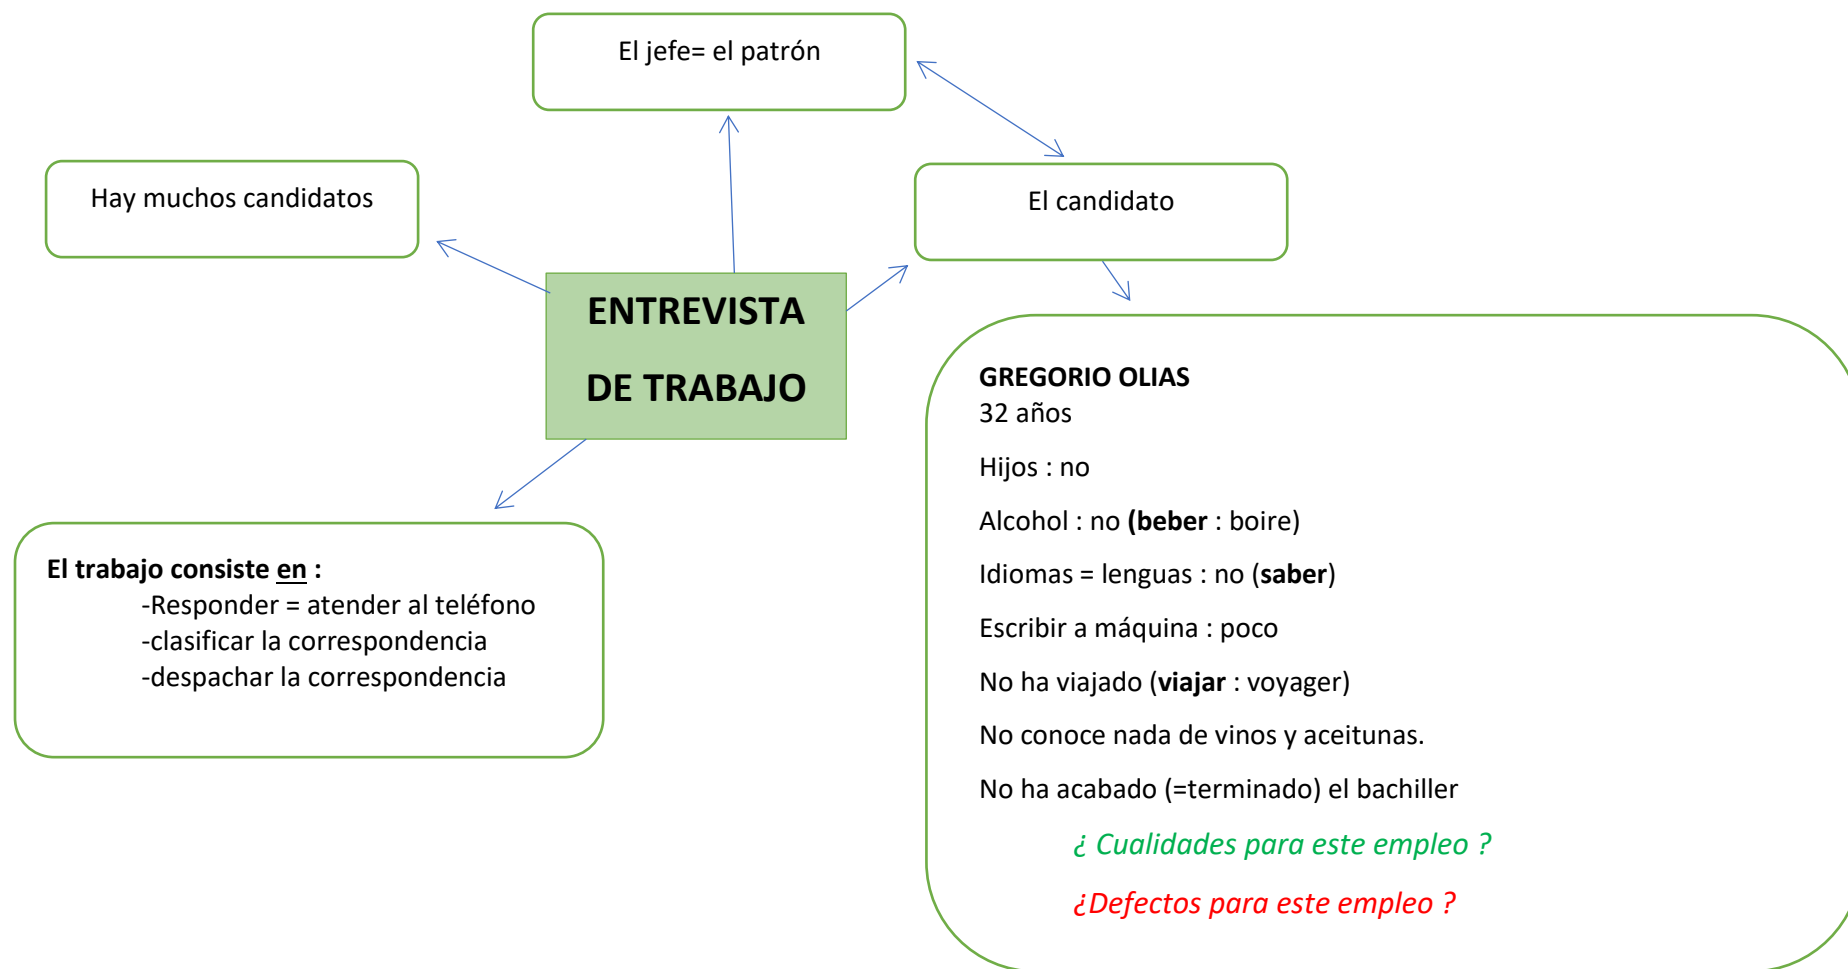 El jefe= el patrón
Hay muchos candidatos
El candidato
ENTREVISTA
DE TRABAJO
GREGORIO OLIAS
32 años
Hijos : no
Alcohol : no (beber : boire)
Idiomas = lenguas : no (saber)
Escribir a máquina : poco
No ha viajado (viajar : voyager)
No conoce nada de vinos y aceitunas.
No ha acabado (=terminado) el bachiller
¿ Cualidades para este empleo ?
¿Defectos para este empleo ?
El trabajo consiste en :
-Responder = atender al teléfono
-clasificar la correspondencia
-despachar la correspondencia